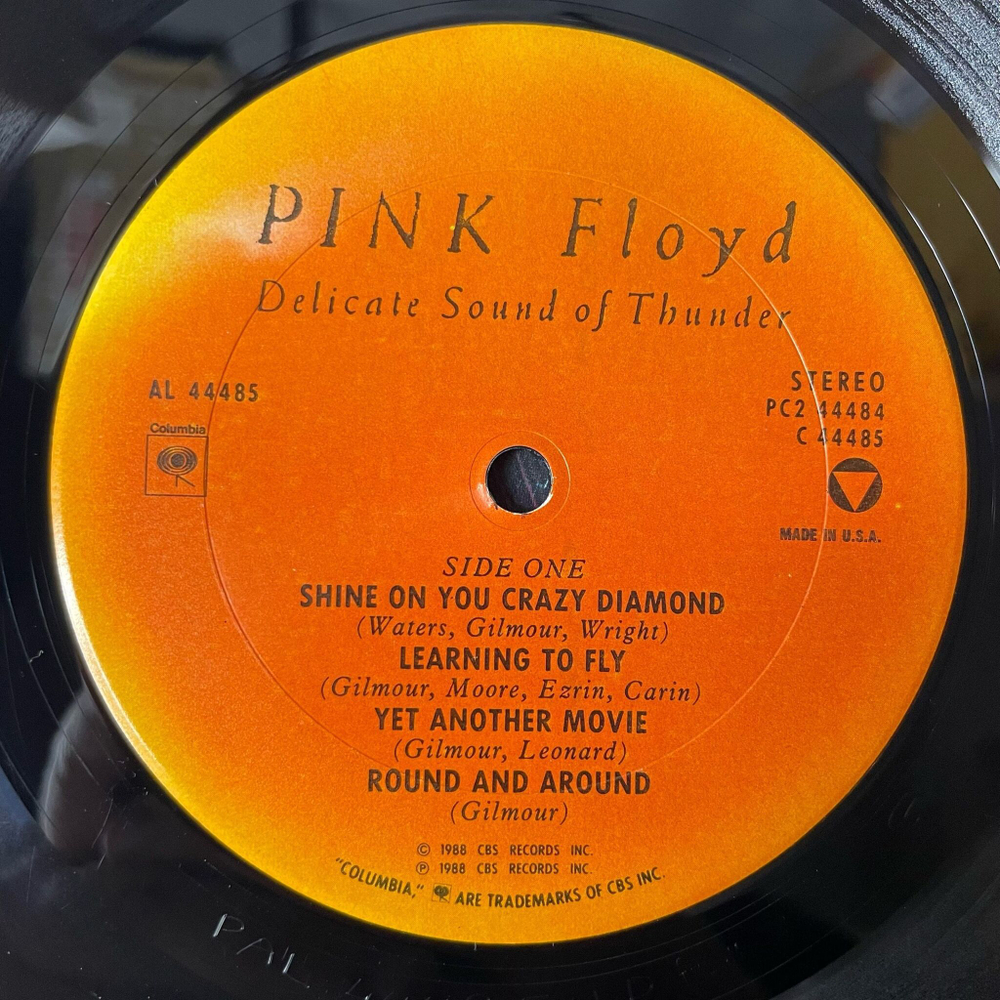 PINK Floyd
Delicate Sound of Thunder
AL 44485
Columbia
STEREO
PC2 44484
C 44485
MADE IN U.S.A.
SIDE ONE
SHINE ON YOU CRAZY DIAMOND
(Waters, Gilmour, Wright)
LEARNING TO FLY
(Gilmour, Moore, Ezrin, Carin)
YET ANOTHER MOVIE
(Gilmour, Leonard)
ROUND AND AROUND
(Gilmour)
© 1988 CBS RECORDS INC.
℗ 1988 CBS RECORDS INC.
"COLUMBIA," ARE TRADEMARKS OF CBS INC.